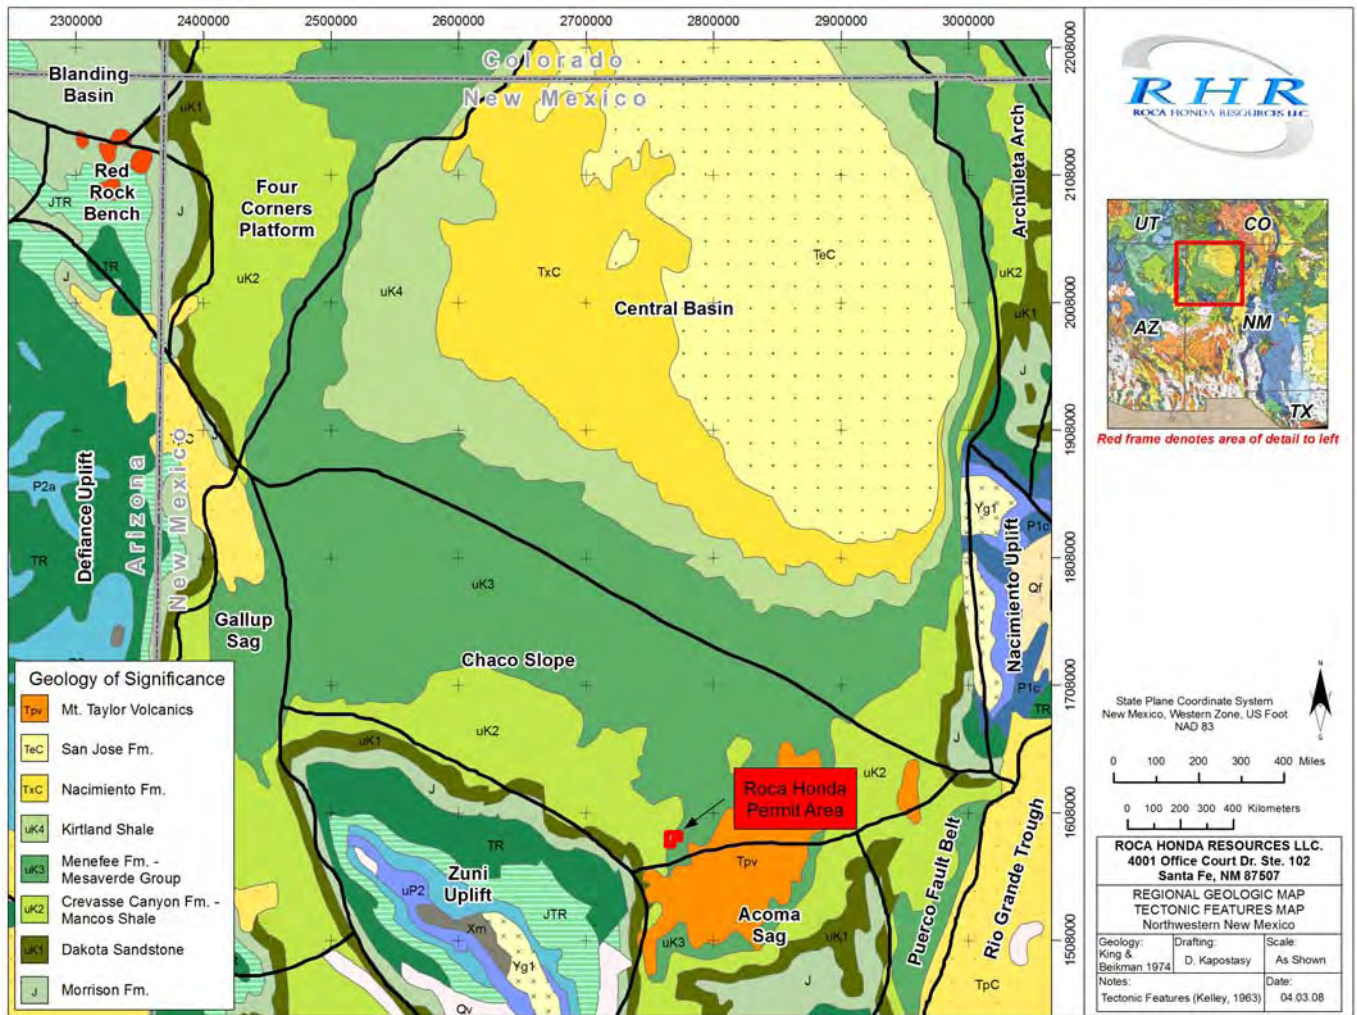 2300000 2400000 2500000 2600000 2700000 2800000 2900000 3000000
2208000
2108000
2008000
1908000
1808000
1708000
1608000
1508000
Colorado
New Mexico
Arizona
New Mexico
Blanding
Basin
uK1
Red
Rock
Bench
JTR
J
TR
J
Four
Corners
Platform
uK2
uK4
TxC
TeC
Central Basin
Archuleta Arch
uK2
uK1
J
P2a
TR
Defiance Uplift
J
Yg1
P1c
Qf
Nacimiento Uplift
P1c
TR
J
uK3
Gallup
Sag
Chaco Slope
uK2
uK1
J
TR
Zuni
Uplift
uP2
Xm
Yg1
JTR
Qv
Roca Honda
Permit Area
uK2
Tpv
Acoma
Sag
uK3
uK1
J
Puerco Fault Belt
Rio Grande Trough
TpC
Geology of Significance
Tpv Mt. Taylor Volcanics
TeC San Jose Fm.
TxC Nacimiento Fm.
uK4 Kirtland Shale
uK3 Menefee Fm. -
Mesaverde Group
uK2 Crevasse Canyon Fm. -
Mancos Shale
uK1 Dakota Sandstone
J Morrison Fm.
RHR
ROCA HONDA RESOURCES LLC
UT CO
AZ NM
TX
Red frame denotes area of detail to left
N
S
State Plane Coordinate System
New Mexico, Western Zone, US Foot
NAD 83
0 100 200 300 400 Miles
0 100 200 300 400 Kilometers
ROCA HONDA RESOURCES LLC.
4001 Office Court Dr. Ste. 102
Santa Fe, NM 87507
REGIONAL GEOLOGIC MAP
TECTONIC FEATURES MAP
Northwestern New Mexico
Geology:
King &
Beikman 1974
Drafting:
D. Kapostasy
Scale:
As Shown
Notes:
Tectonic Features (Kelley, 1963)
Date:
04.03.08